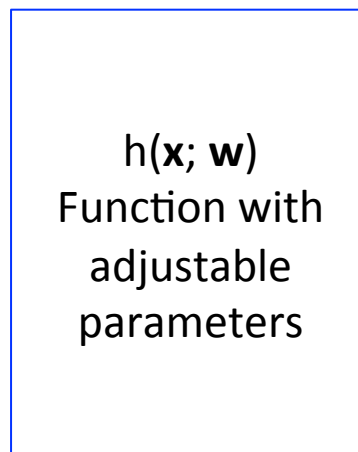 h(x; w)
Function with
adjustable
parameters